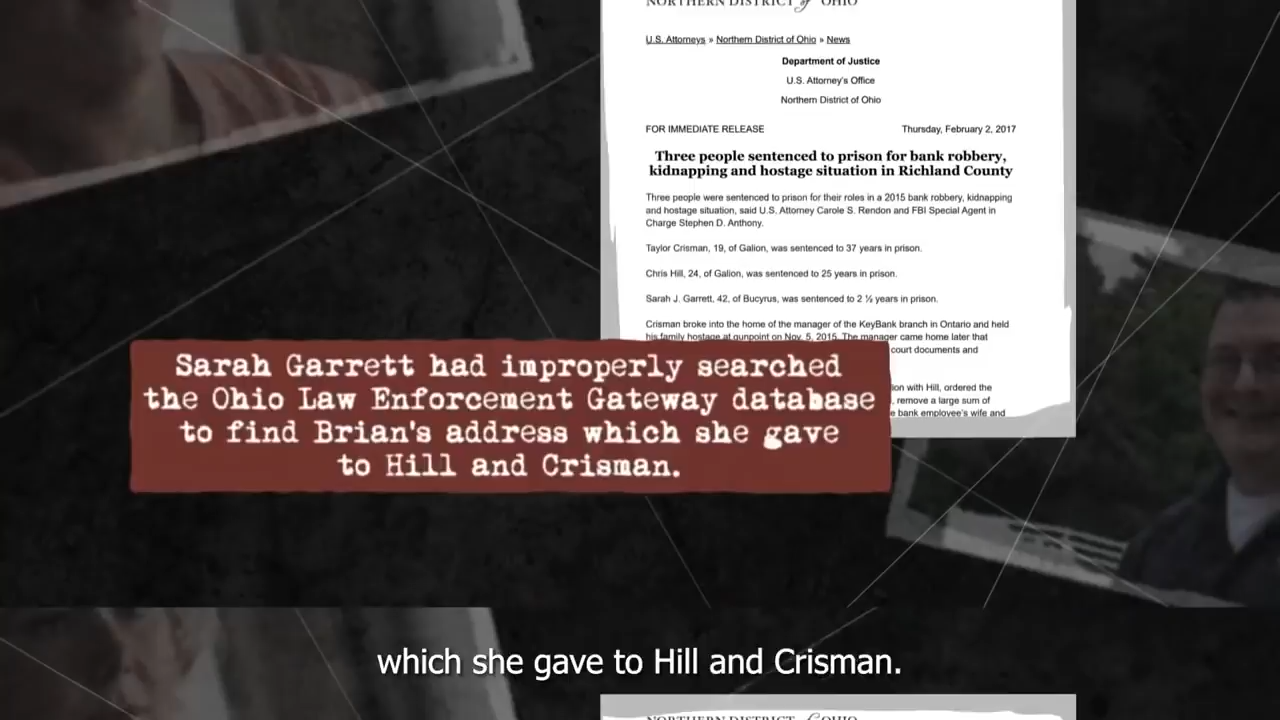 NORTHERN DISTRICT of OHIO
U.S. Attorneys » Northern District of Ohio » News
Department of Justice
U.S. Attorney's Office
Northern District of Ohio
FOR IMMEDIATE RELEASE Thursday, February 2, 2017
Three people sentenced to prison for bank robbery,
kidnapping and hostage situation in Richland County
Three people were sentenced to prison for their roles in a 2015 bank robbery, kidnapping
and hostage situation, said U.S. Attorney Carole S. Rendon and FBI Special Agent in
Charge Stephen D. Anthony.
Taylor Crisman, 19, of Galion, was sentenced to 37 years in prison.
Chris Hill, 24, of Galion, was sentenced to 25 years in prison.
Sarah J. Garrett, 42, of Bucyrus, was sentenced to 2 ½ years in prison.
Crisman broke into the home of the manager of the KeyBank branch in Ontario and held
his family hostage at gunpoint on Nov. 5, 2015. The manager came home later that
court documents and
with Hill, ordered the
remove a large sum of
bank employee's wife and
Sarah Garrett had improperly searched
the Ohio Law Enforcement Gateway database
to find Brian's address which she gave
to Hill and Crisman.
which she gave to Hill and Crisman.
NORTHERN DISTRICT of OHIO